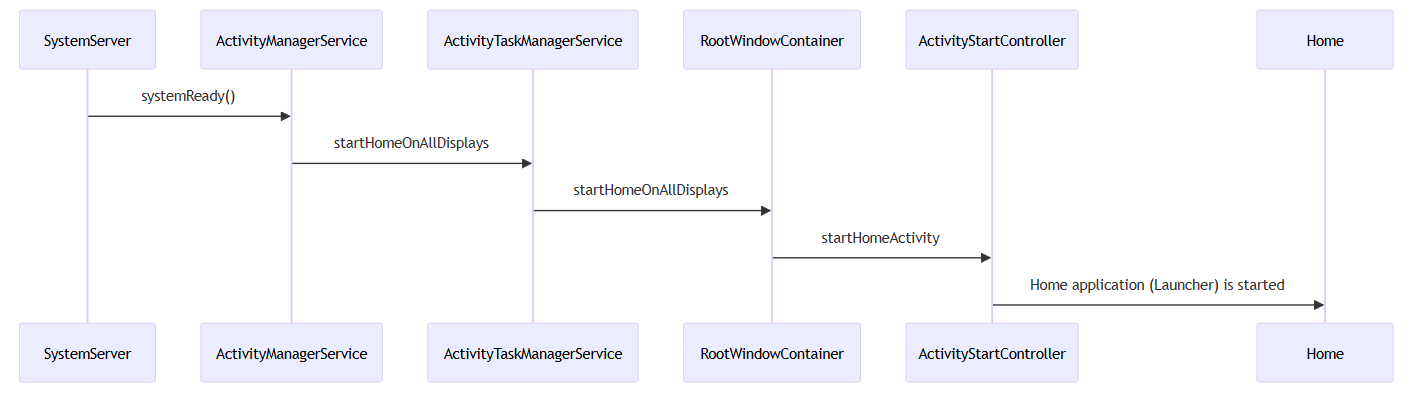 SystemServer
ActivityManagerService
ActivityTaskManagerService
RootWindowContainer
ActivityStartController
Home
systemReady()
startHomeOnAllDisplays
startHomeOnAllDisplays
startHomeActivity
Home application (Launcher) is started
SystemServer
ActivityManagerService
ActivityTaskManagerService
RootWindowContainer
ActivityStartController
Home